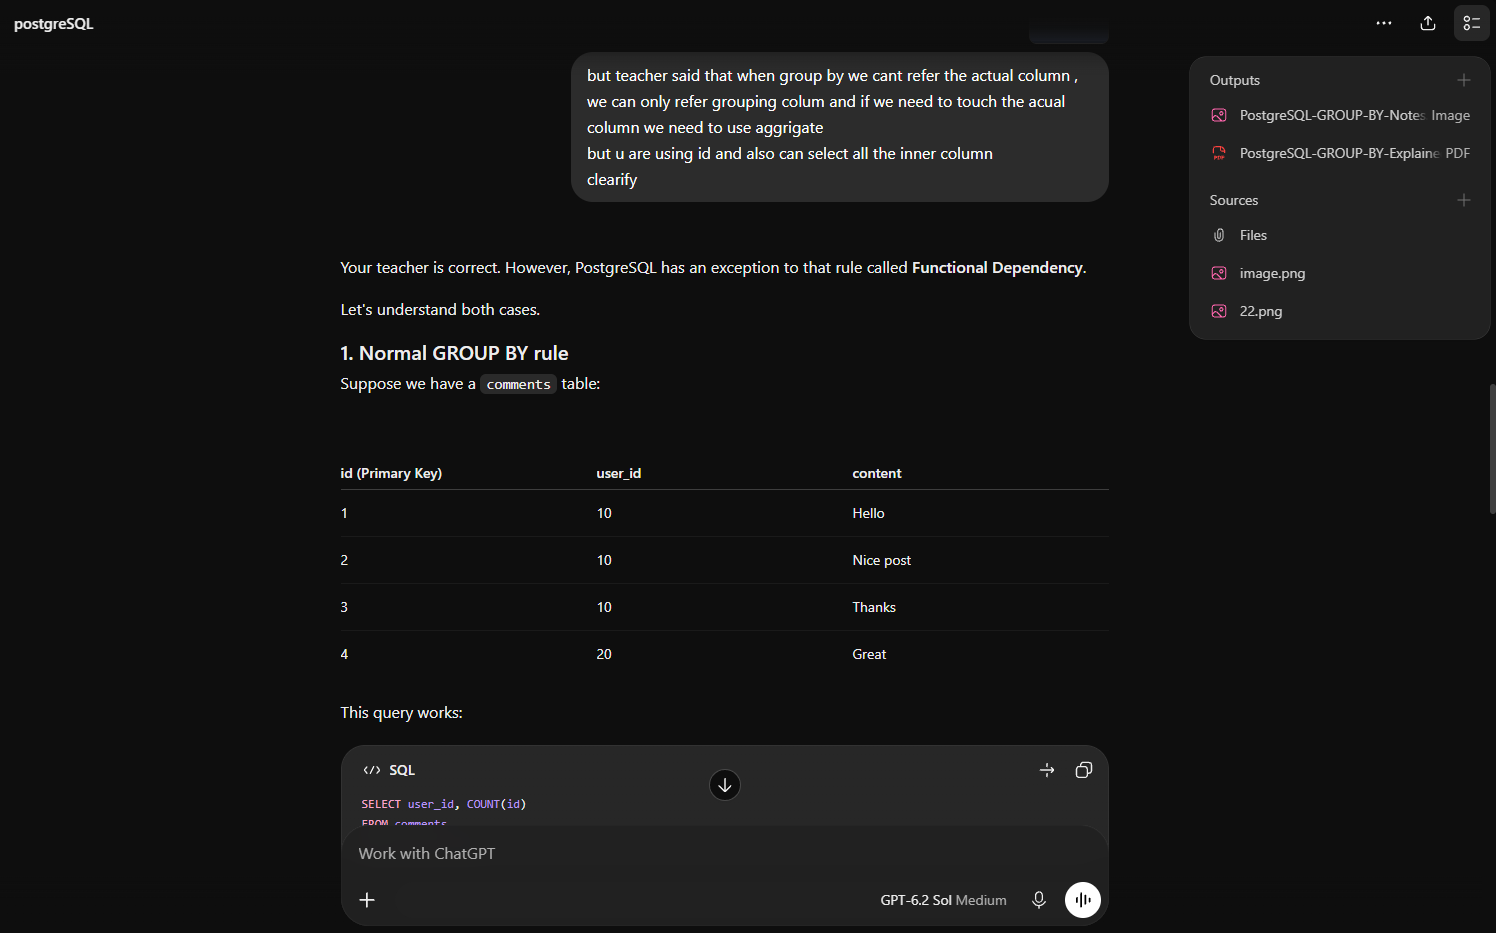 postgreSQL
but teacher said that when group by we cant refer the actual column ,
we can only refer grouping colum and if we need to touch the acual
column we need to use aggrigate
but u are using id and also can select all the inner column
clearify
Your teacher is correct. However, PostgreSQL has an exception to that rule called Functional Dependency.
Let's understand both cases.
1. Normal GROUP BY rule
Suppose we have a comments table:
id (Primary Key) user_id content
1 10 Hello
2 10 Nice post
3 10 Thanks
4 20 Great
This query works:
SQL
SELECT user_id, COUNT(id)
FROM comments
Work with ChatGPT
GPT-6.2 Sol Medium
Outputs
PostgreSQL-GROUP-BY-Notes Image
PostgreSQL-GROUP-BY-Explaine PDF
Sources
Files
image.png
22.png